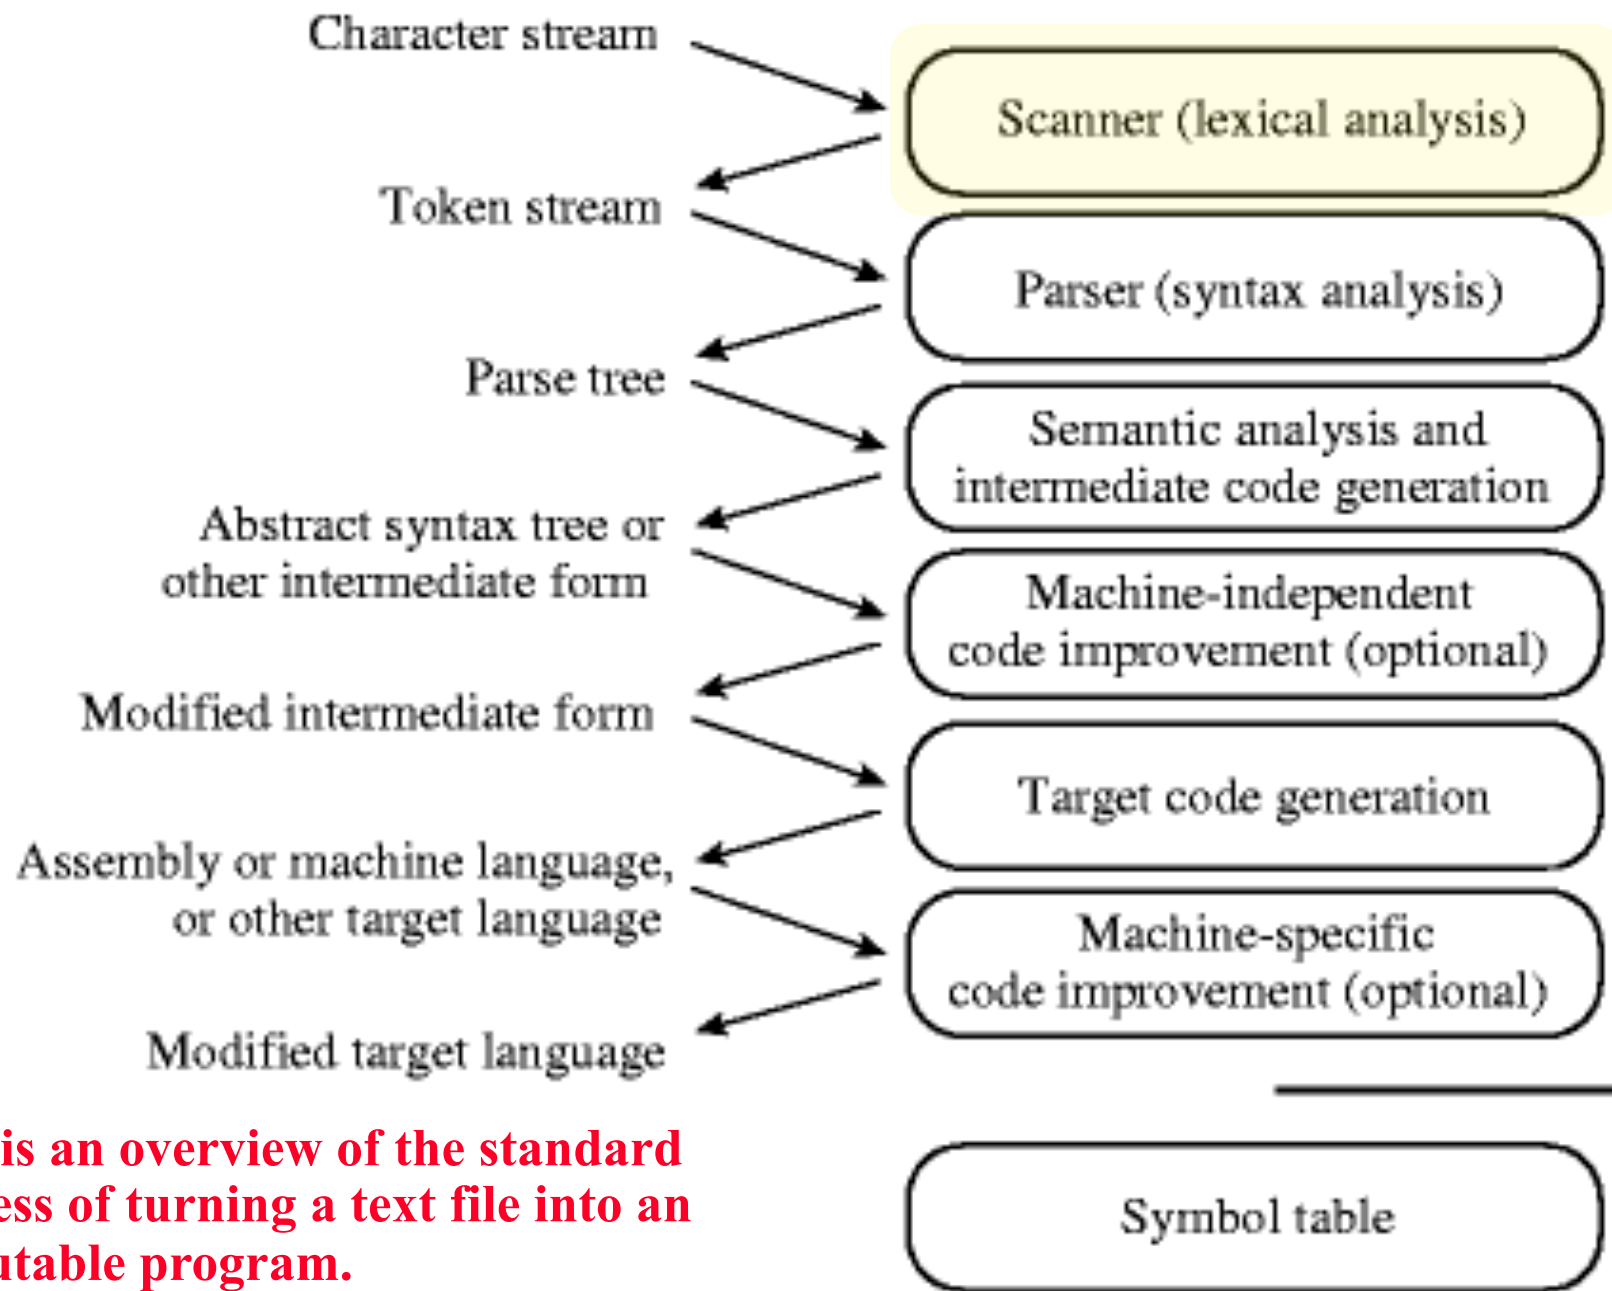 Character stream
Scanner (lexical analysis)
Token stream
Parser (syntax analysis)
Parse tree
Semantic analysis and
intermediate code generation
Abstract syntax tree or
other intermediate form
Machine-independent
code improvement (optional)
Modified intermediate form
Target code generation
Assembly or machine language,
or other target language
Machine-specific
code improvement (optional)
Modified target language
is an overview of the standard
ess of turning a text file into an
utable program.
Symbol table